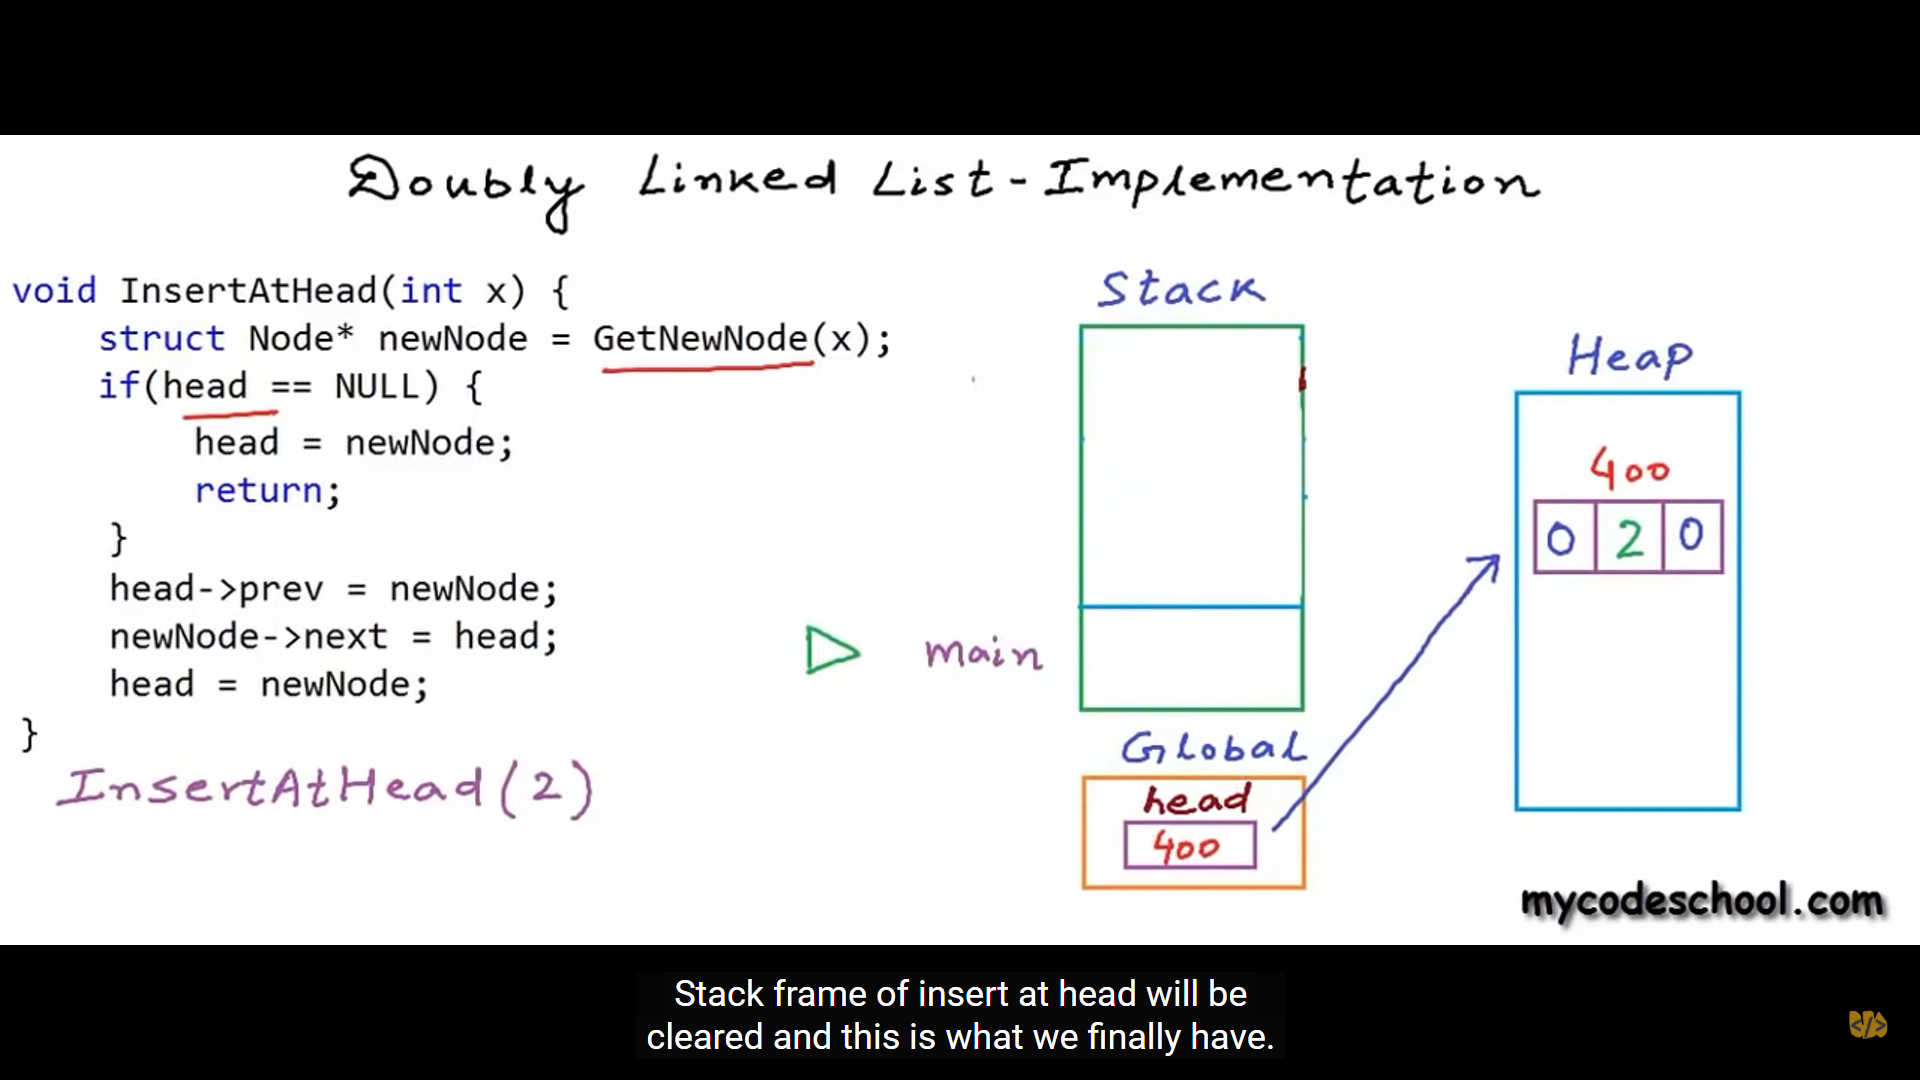 Doubly Linked List - Implementation
void InsertAtHead(int x) {
struct Node* newNode = GetNewNode(x);
if(head == NULL) {
head = newNode;
return;
}
head->prev = newNode;
newNode->next = head;
head = newNode;
}
InsertAtHead(2)
Stack
main
Global
head
400
Heap
400
0 2 0
mycodeschool.com
Stack frame of insert at head will be
cleared and this is what we finally have.